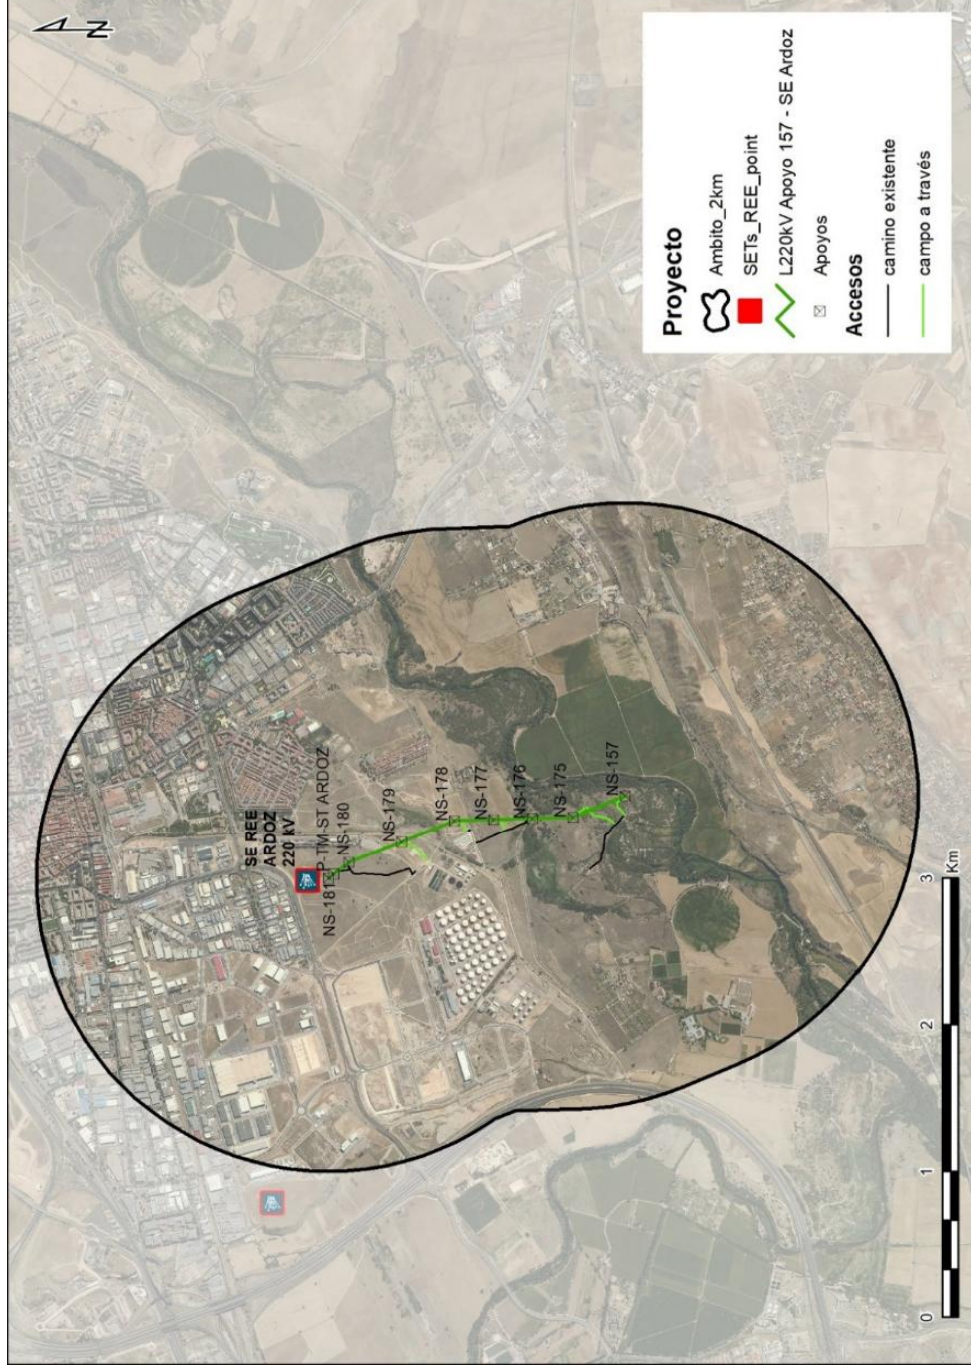 N
SE REE
ARDOZ
220 kV
NS-181
P-TM-ST ARDOZ
NS-180
NS-179
NS-178
NS-177
NS-176
NS-175
NS-157
Proyecto
Ambito_2km
SETs_REE_point
L220kV Apoyo 157 - SE Ardoz
Apoyos
Accesos
camino existente
campo a través
0
1
2
3
Km